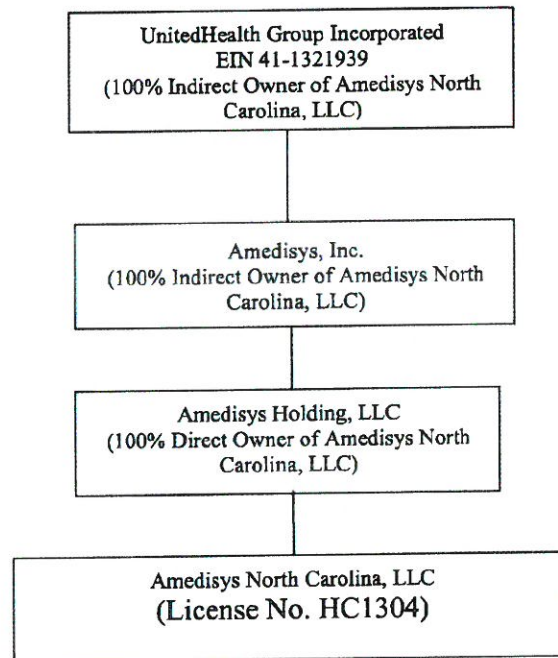 UnitedHealth Group Incorporated
EIN 41-1321939
(100% Indirect Owner of Amedisys North
Carolina, LLC)
Amedisys, Inc.
(100% Indirect Owner of Amedisys North
Carolina, LLC)
Amedisys Holding, LLC
(100% Direct Owner of Amedisys North
Carolina, LLC)
Amedisys North Carolina, LLC
(License No. HC1304)